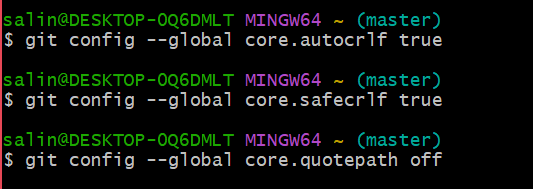 salin@DESKTOP-OQ6DMLT MINGW64 ~ (master)
$ git config --global core.autocrlf true
salin@DESKTOP-OQ6DMLT MINGW64 ~ (master)
$ git config --global core.safecrlf true
salin@DESKTOP-OQ6DMLT MINGW64 ~ (master)
$ git config --global core.quotepath off